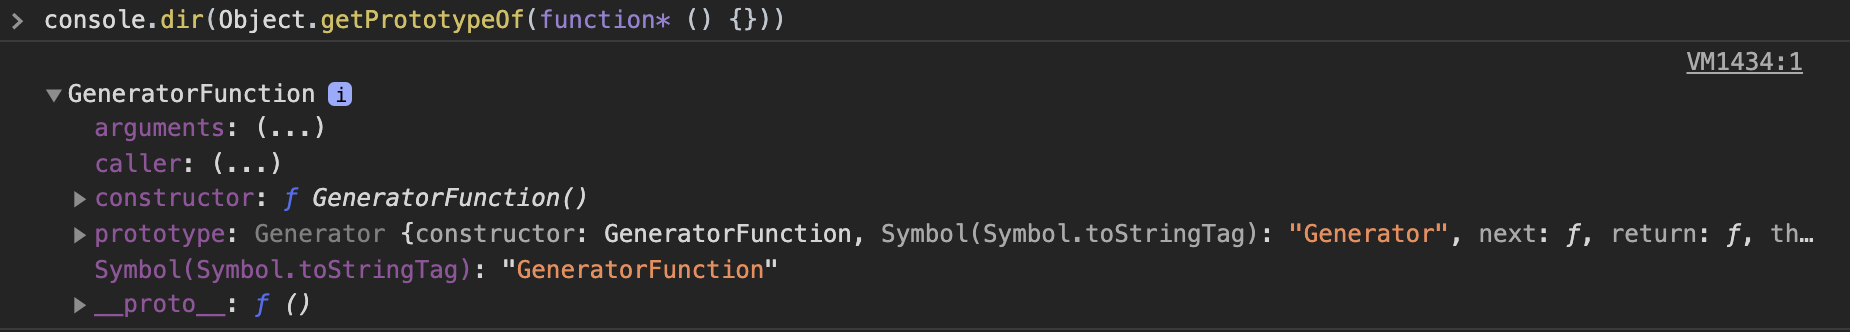 > console.dir(Object.getPrototypeOf(function* () {}))
VM1434:1
▼GeneratorFunction i
arguments: (...)
caller: (...)
▶constructor: ƒ GeneratorFunction()
▶prototype: Generator {constructor: GeneratorFunction, Symbol(Symbol.toStringTag): "Generator", next: ƒ, return: ƒ, th…
Symbol(Symbol.toStringTag): "GeneratorFunction"
▶__proto__: ƒ ()